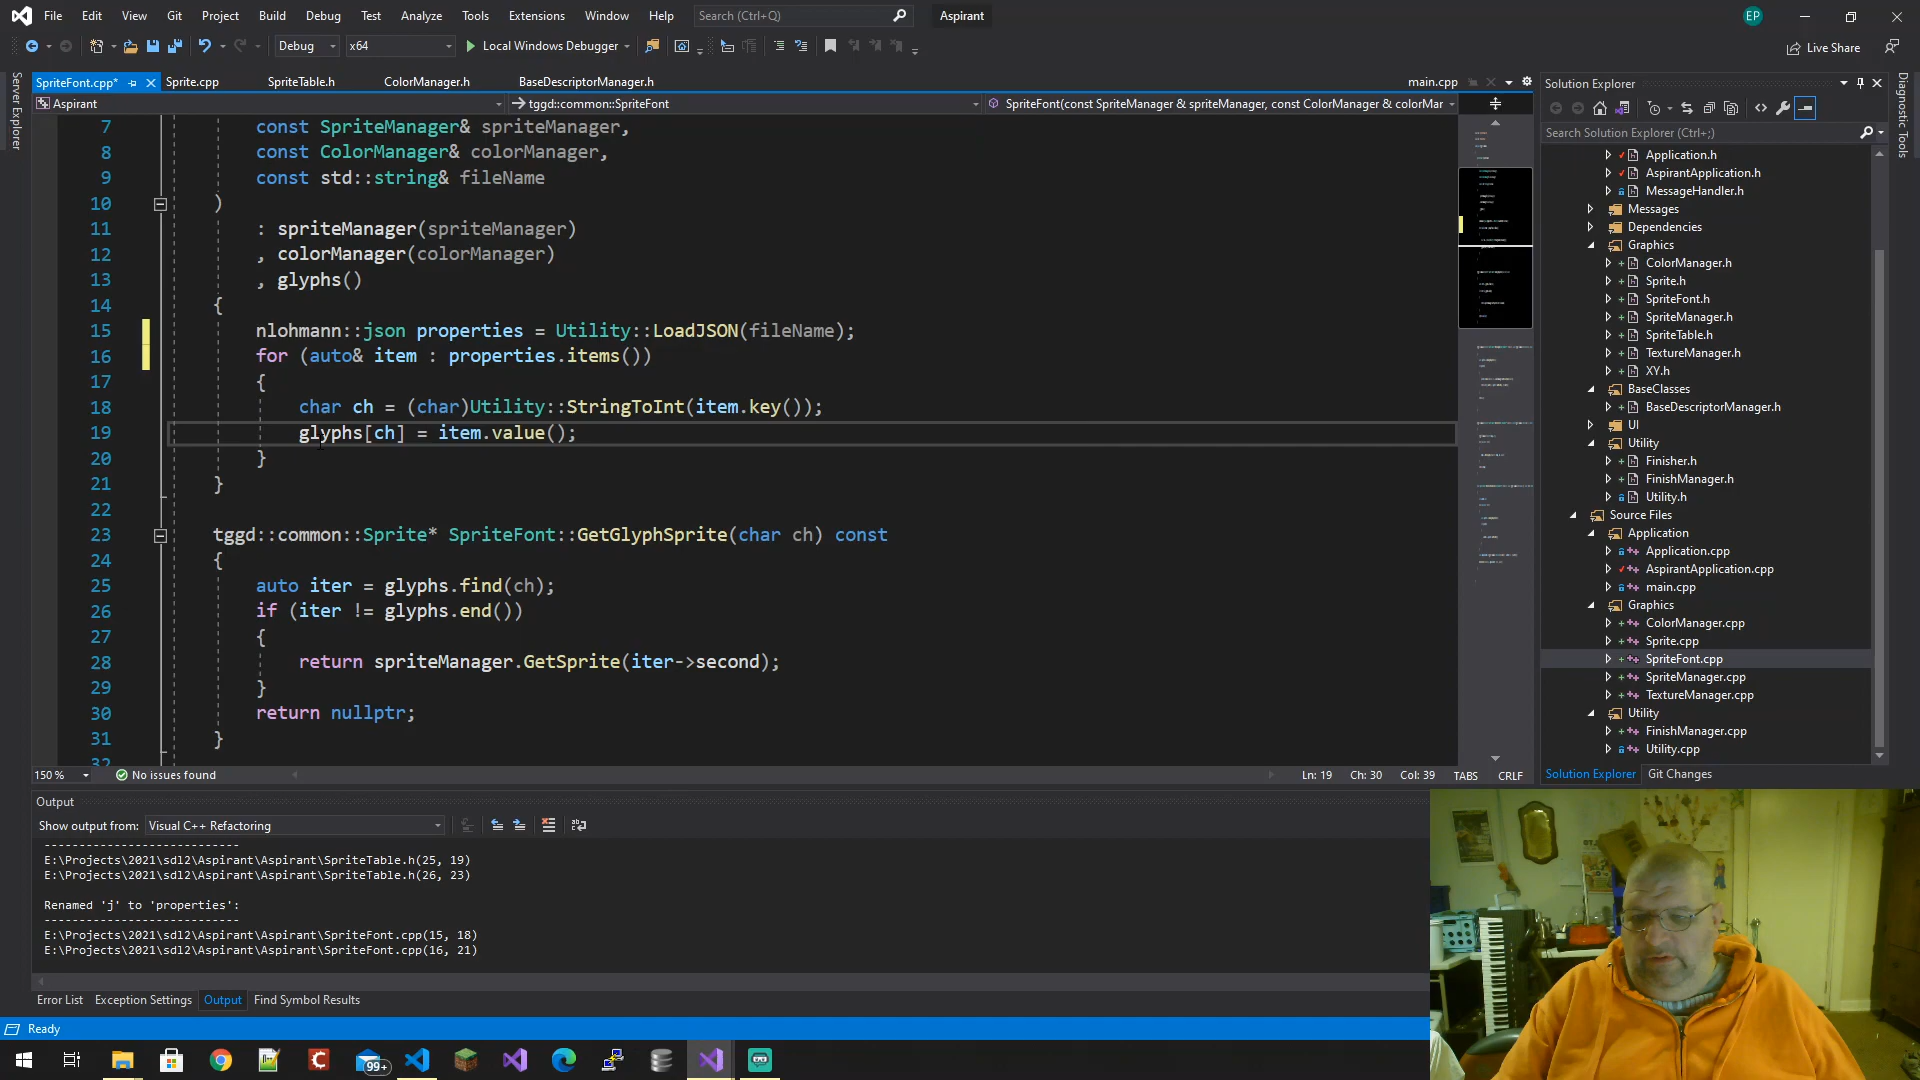 File Edit View Git Project Build Debug Test Analyze Tools Extensions Window Help Search (Ctrl+Q) Aspirant EP
Debug x64 Local Windows Debugger Live Share
SpriteFont.cpp* Sprite.cpp SpriteTable.h ColorManager.h BaseDescriptorManager.h main.cpp
Aspirant tggd::common::SpriteFont SpriteFont(const SpriteManager & spriteManager, const ColorManager & colorMar
Server Explorer
7 const SpriteManager& spriteManager,
8 const ColorManager& colorManager,
9 const std::string& fileName
10 )
11 : spriteManager(spriteManager)
12 , colorManager(colorManager)
13 , glyphs()
14 {
15 nlohmann::json properties = Utility::LoadJSON(fileName);
16 for (auto& item : properties.items())
17 {
18 char ch = (char)Utility::StringToInt(item.key());
19 glyphs[ch] = item.value();
20 }
21 }
22
23 tggd::common::Sprite* SpriteFont::GetGlyphSprite(char ch) const
24 {
25 auto iter = glyphs.find(ch);
26 if (iter != glyphs.end())
27 {
28 return spriteManager.GetSprite(iter->second);
29 }
30 return nullptr;
31 }
32
150 % No issues found Ln: 19 Ch: 30 Col: 39 TABS CRLF
Output
Show output from: Visual C++ Refactoring
----------------------------
E:\Projects\2021\sdl2\Aspirant\Aspirant\SpriteTable.h(25, 19)
E:\Projects\2021\sdl2\Aspirant\Aspirant\SpriteTable.h(26, 23)
Renamed 'j' to 'properties':
----------------------------
E:\Projects\2021\sdl2\Aspirant\Aspirant\SpriteFont.cpp(15, 18)
E:\Projects\2021\sdl2\Aspirant\Aspirant\SpriteFont.cpp(16, 21)
Error List Exception Settings Output Find Symbol Results
Ready
99+
Solution Explorer
Search Solution Explorer (Ctrl+;)
Application.h
AspirantApplication.h
MessageHandler.h
Messages
Dependencies
Graphics
ColorManager.h
Sprite.h
SpriteFont.h
SpriteManager.h
SpriteTable.h
TextureManager.h
XY.h
BaseClasses
BaseDescriptorManager.h
UI
Utility
Finisher.h
FinishManager.h
Utility.h
Source Files
Application
Application.cpp
AspirantApplication.cpp
main.cpp
Graphics
ColorManager.cpp
Sprite.cpp
SpriteFont.cpp
SpriteManager.cpp
TextureManager.cpp
Utility
FinishManager.cpp
Utility.cpp
Solution Explorer Git Changes
Diagnostic Tools